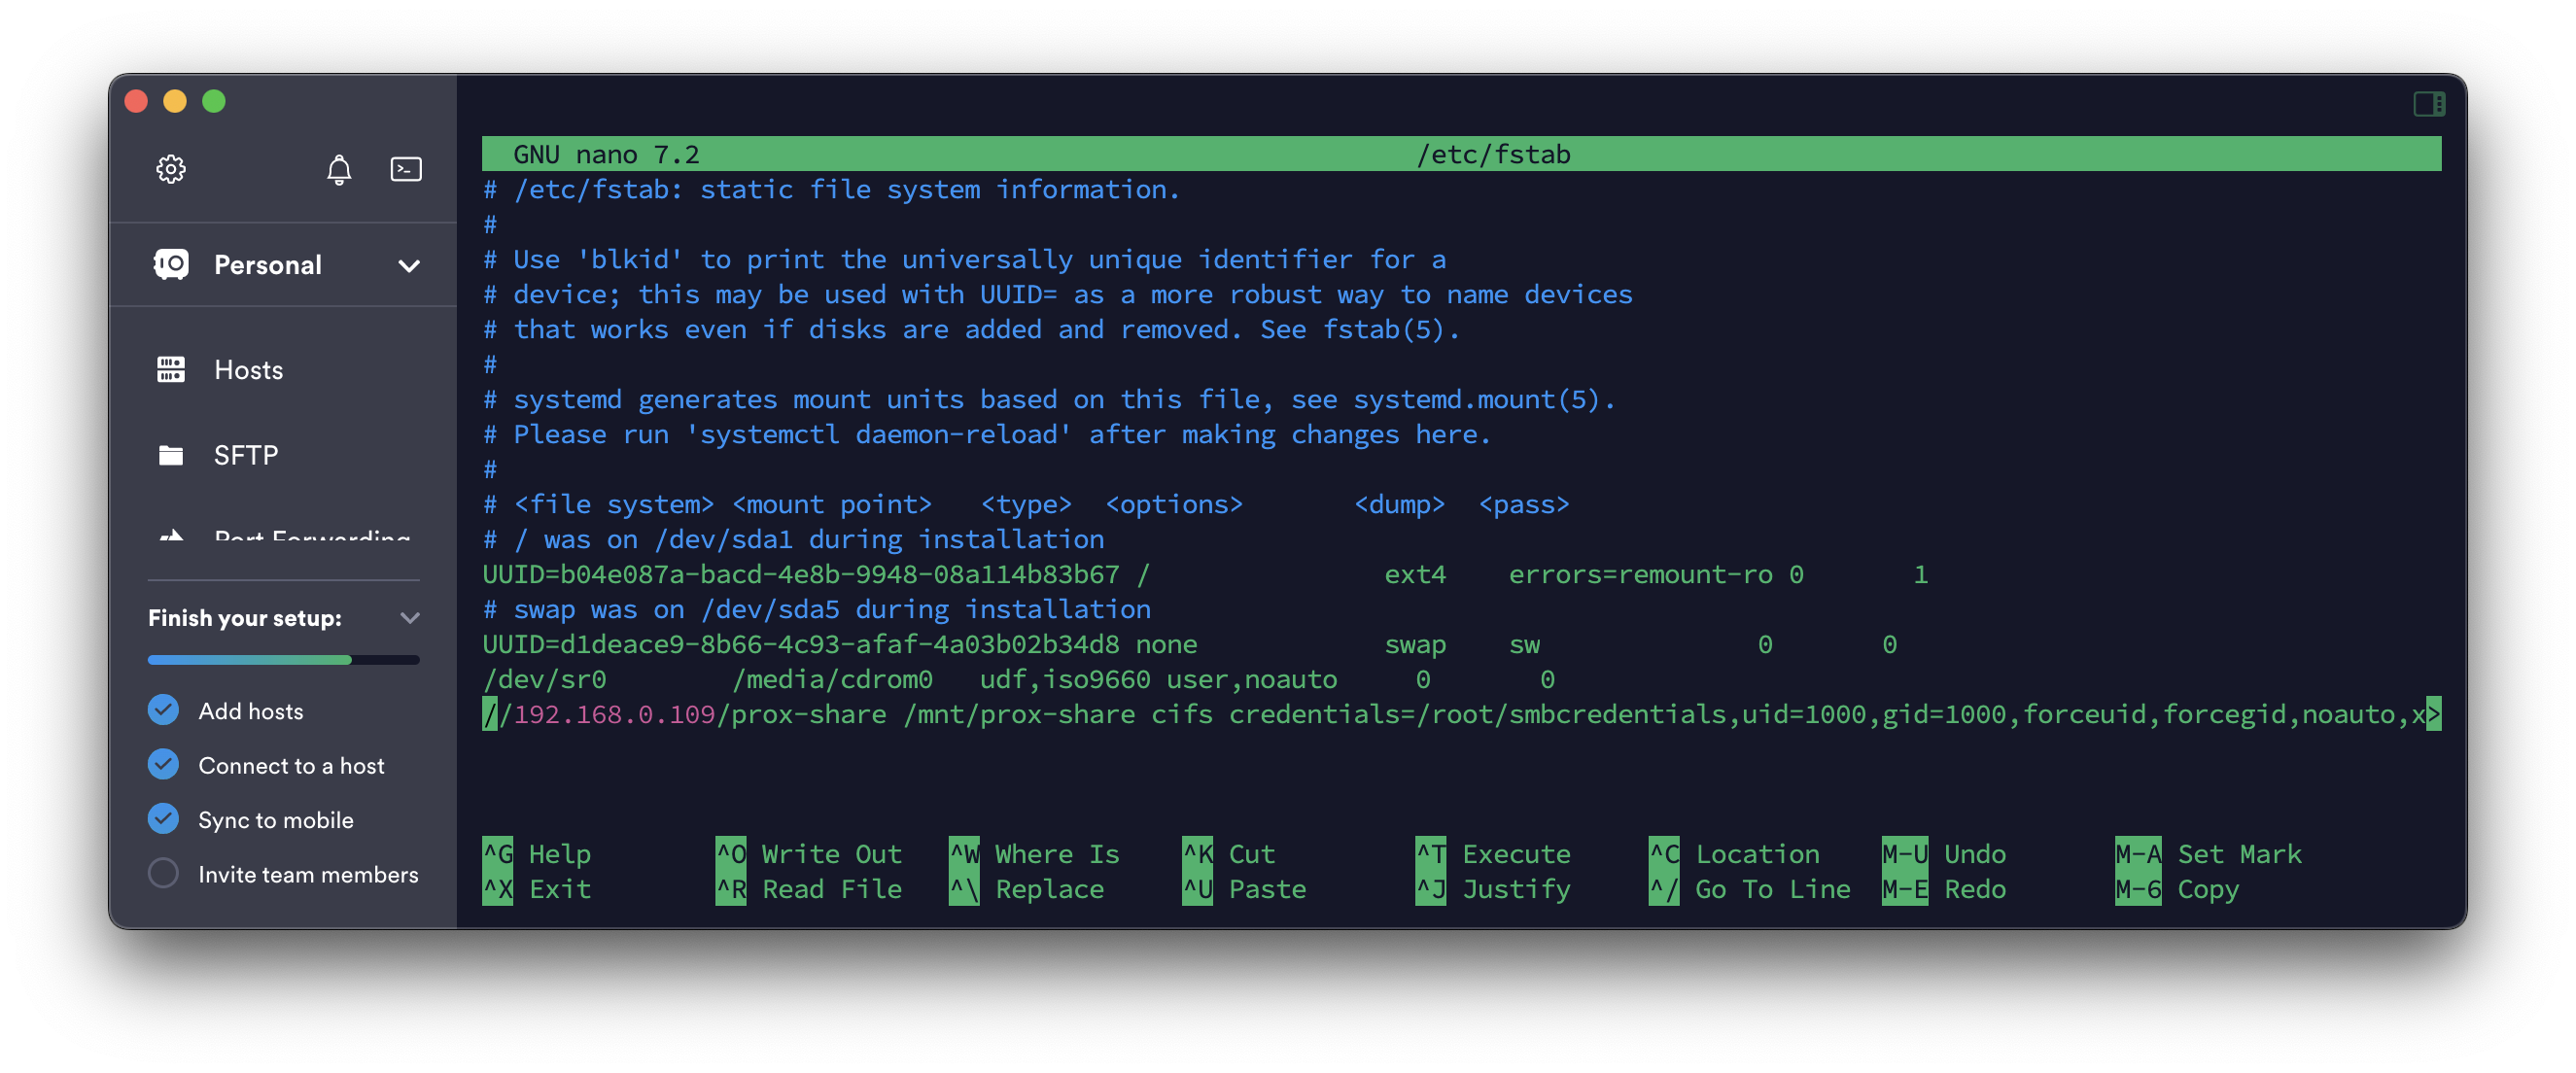 Personal
Hosts
SFTP
Port Forwarding
Finish your setup:
Add hosts
Connect to a host
Sync to mobile
Invite team members
GNU nano 7.2 /etc/fstab
# /etc/fstab: static file system information.
#
# Use 'blkid' to print the universally unique identifier for a
# device; this may be used with UUID= as a more robust way to name devices
# that works even if disks are added and removed. See fstab(5).
#
# systemd generates mount units based on this file, see systemd.mount(5).
# Please run 'systemctl daemon-reload' after making changes here.
#
# <file system> <mount point>   <type>  <options>       <dump>  <pass>
# / was on /dev/sda1 during installation
UUID=b04e087a-bacd-4e8b-9948-08a114b83b67 /               ext4    errors=remount-ro 0       1
# swap was on /dev/sda5 during installation
UUID=d1deace9-8b66-4c93-afaf-4a03b02b34d8 none            swap    sw              0       0
/dev/sr0        /media/cdrom0   udf,iso9660 user,noauto     0       0
//192.168.0.109/prox-share /mnt/prox-share cifs credentials=/root/smbcredentials,uid=1000,gid=1000,forceuid,forcegid,noauto,x>
^G Help ^O Write Out ^W Where Is ^K Cut ^T Execute ^C Location M-U Undo M-A Set Mark
^X Exit ^R Read File ^\ Replace ^U Paste ^J Justify ^/ Go To Line M-E Redo M-6 Copy